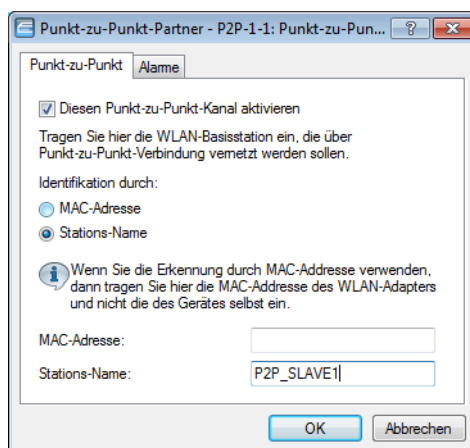 Punkt-zu-Punkt-Partner - P2P-1-1: Punkt-zu-Pun...
Punkt-zu-Punkt
Alarme
Diesen Punkt-zu-Punkt-Kanal aktivieren
Tragen Sie hier die WLAN-Basisstation ein, die über
Punkt-zu-Punkt-Verbindung vernetzt werden sollen.
Identifikation durch:
MAC-Adresse
Stations-Name
Wenn Sie die Erkennung durch MAC-Addresse verwenden,
dann tragen Sie hier die MAC-Addresse des WLAN-Adapters
und nicht die des Gerätes selbst ein.
MAC-Adresse:
Stations-Name: P2P_SLAVE1
OK
Abbrechen